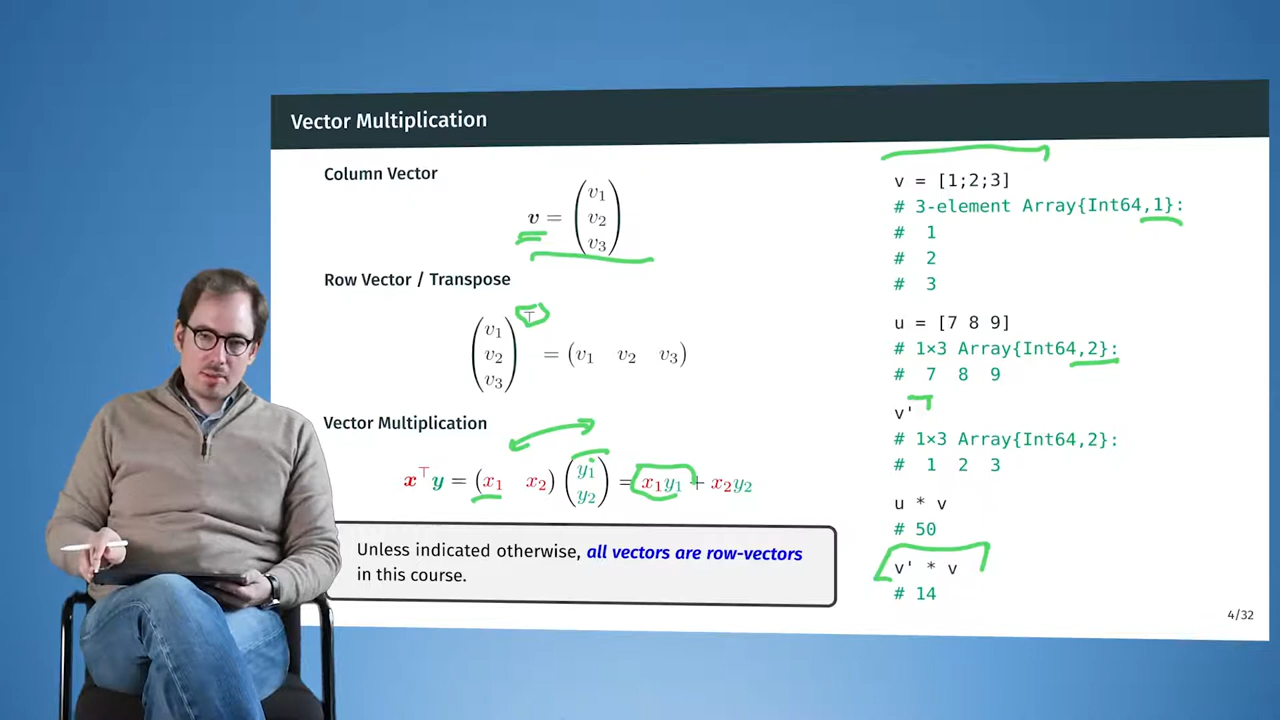 Vector Multiplication
Column Vector
v = (v1 v2 v3)
Row Vector / Transpose
(v1 v2 v3)⊤ = (v1 v2 v3)
Vector Multiplication
x⊤y = (x1 x2) (y1 y2) = x1y1 + x2y2
Unless indicated otherwise, all vectors are row-vectors
in this course.
v = [1;2;3]
# 3-element Array{Int64,1}:
# 1
# 2
# 3
u = [7 8 9]
# 1×3 Array{Int64,2}:
# 7 8 9
v'
# 1×3 Array{Int64,2}:
# 1 2 3
u * v
# 50
v' * v
# 14
4/32